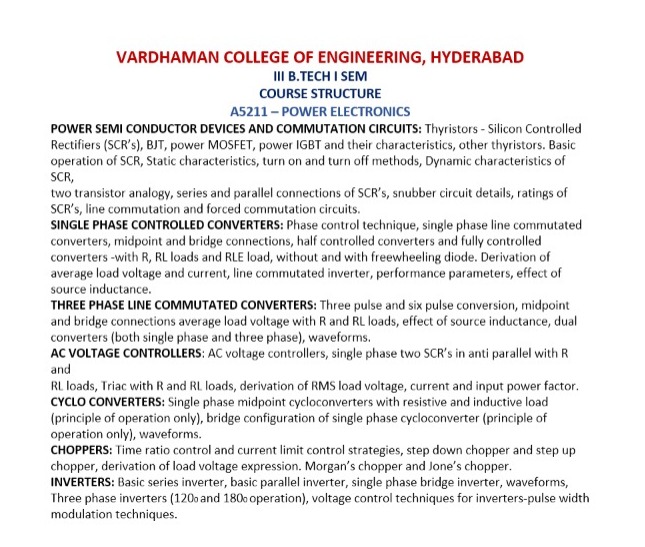 VARDHAMAN COLLEGE OF ENGINEERING, HYDERABAD
III B.TECH I SEM
COURSE STRUCTURE
A5211 – POWER ELECTRONICS
POWER SEMI CONDUCTOR DEVICES AND COMMUTATION CIRCUITS: Thyristors - Silicon Controlled
Rectifiers (SCR's), BJT, power MOSFET, power IGBT and their characteristics, other thyristors. Basic
operation of SCR, Static characteristics, turn on and turn off methods, Dynamic characteristics of
SCR,
two transistor analogy, series and parallel connections of SCR's, snubber circuit details, ratings of
SCR's, line commutation and forced commutation circuits.
SINGLE PHASE CONTROLLED CONVERTERS: Phase control technique, single phase line commutated
converters, midpoint and bridge connections, half controlled converters and fully controlled
converters -with R, RL loads and RLE load, without and with freewheeling diode. Derivation of
average load voltage and current, line commutated inverter, performance parameters, effect of
source inductance.
THREE PHASE LINE COMMUTATED CONVERTERS: Three pulse and six pulse conversion, midpoint
and bridge connections average load voltage with R and RL loads, effect of source inductance, dual
converters (both single phase and three phase), waveforms.
AC VOLTAGE CONTROLLERS: AC voltage controllers, single phase two SCR's in anti parallel with R
and
RL loads, Triac with R and RL loads, derivation of RMS load voltage, current and input power factor.
CYCLO CONVERTERS: Single phase midpoint cycloconverters with resistive and inductive load
(principle of operation only), bridge configuration of single phase cycloconverter (principle of
operation only), waveforms.
CHOPPERS: Time ratio control and current limit control strategies, step down chopper and step up
chopper, derivation of load voltage expression. Morgan's chopper and Jone's chopper.
INVERTERS: Basic series inverter, basic parallel inverter, single phase bridge inverter, waveforms,
Three phase inverters (120₀ and 180₀ operation), voltage control techniques for inverters-pulse width
modulation techniques.